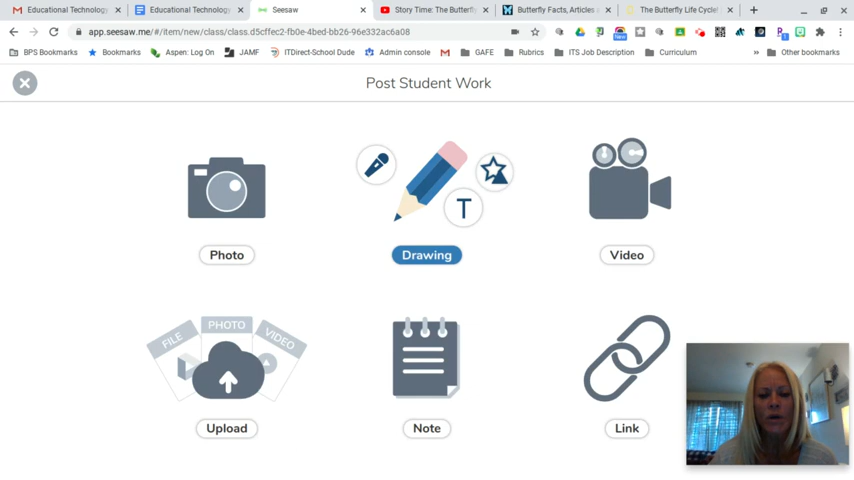 Educational Technology
Educational Technology
Seesaw
Story Time: The Butterfl
Butterfly Facts, Articles a
The Butterfly Life Cycle!
app.seesaw.me/#/item/new/class/class.d5cffec2-fb0e-4bed-bb26-96e332ac6a08
New
BPS Bookmarks
Bookmarks
Aspen: Log On
JAMF
ITDirect-School Dude
Admin console
GAFE
Rubrics
ITS Job Description
Curriculum
»
Other bookmarks
Post Student Work
T
Photo
Drawing
Video
FILE
PHOTO
VIDEO
Upload
Note
Link